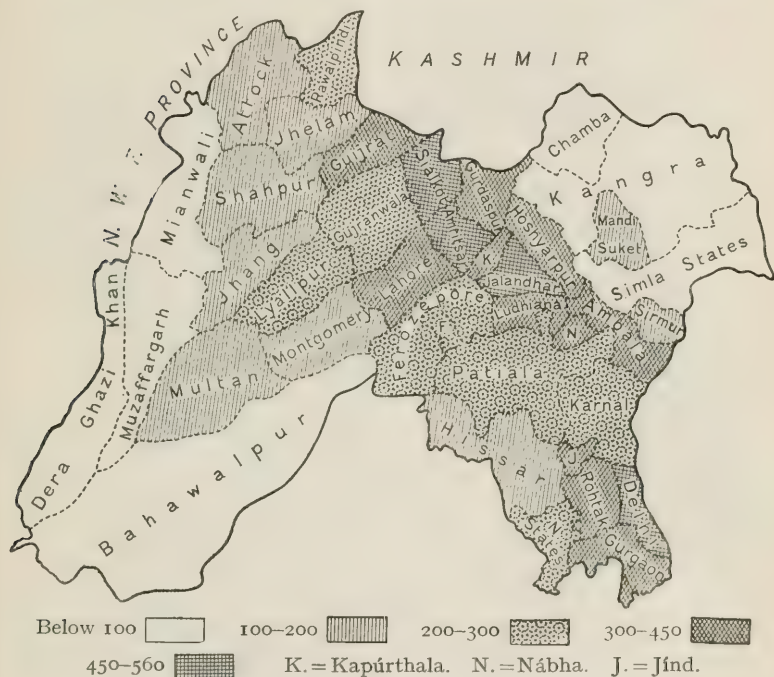 KASHMIR
N. W. F. PROVINCE
Rawalpindi
Attock
Jhelam
Chamba
Mianwali
Gujrat
Kangra
Shahpur
Sialkot
Gurdaspur
Mandi
Suket
Hoshyarpur
Amritsar
Gujranwala
Simla States
Jhang
K.
Lyallpur
Lahore
Jalandhar
Sirmur
Ludhiana
Ambala
Ferozepore
F.
N.
Montgomery
Dera Ghazi Khan
Muzaffargarh
Multan
Patiala
Karnal
Hissar
Bahawalpur
J.
Rohtak
Delhi
States
N.
Gurgaon
Below 100 100–200 200–300 300–450
450–560 K.=Kapúrthala. N.=Nábha. J.=Jínd.